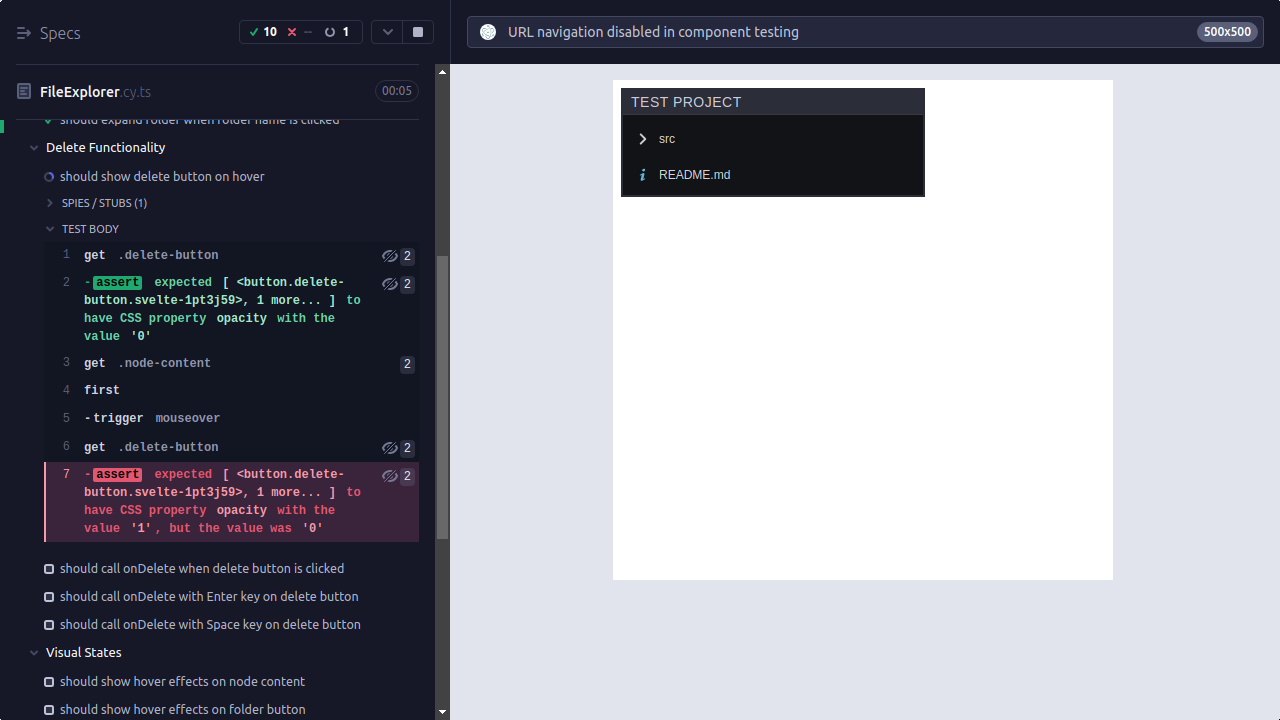 Specs
10 -- 1
URL navigation disabled in component testing
500x500
FileExplorer.cy.ts
00:05
should expand folder when folder name is clicked
Delete Functionality
should show delete button on hover
SPIES / STUBS (1)
TEST BODY
1 get .delete-button 2
2 -assert expected [ <button.delete- 2
button.svelte-1pt3j59>, 1 more... ] to
have CSS property opacity with the
value '0'
3 get .node-content 2
4 first
5 -trigger mouseover
6 get .delete-button 2
7 -assert expected [ <button.delete- 2
button.svelte-1pt3j59>, 1 more... ] to
have CSS property opacity with the
value '1', but the value was '0'
should call onDelete when delete button is clicked
should call onDelete with Enter key on delete button
should call onDelete with Space key on delete button
Visual States
should show hover effects on node content
should show hover effects on folder button
TEST PROJECT
src
README.md